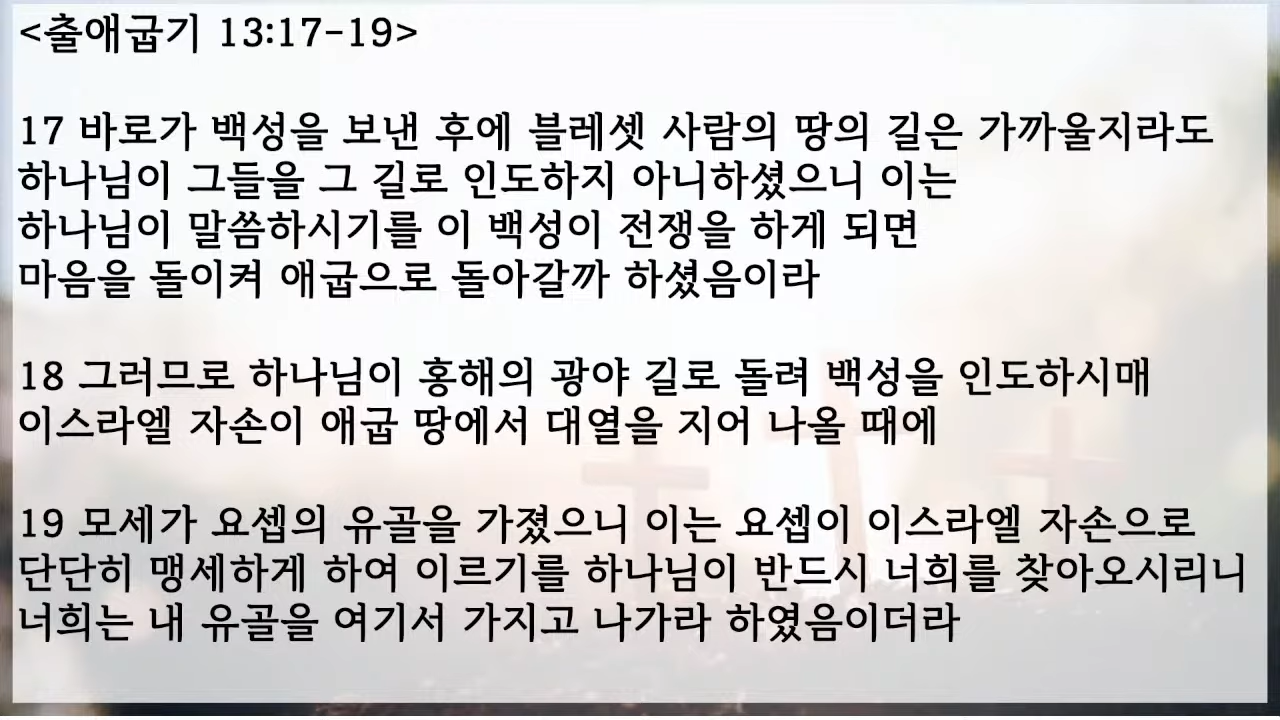 <출애굽기 13:17-19>
17 바로가 백성을 보낸 후에 블레셋 사람의 땅의 길은 가까울지라도
하나님이 그들을 그 길로 인도하지 아니하셨으니 이는
하나님이 말씀하시기를 이 백성이 전쟁을 하게 되면
마음을 돌이켜 애굽으로 돌아갈까 하셨음이라
18 그러므로 하나님이 홍해의 광야 길로 돌려 백성을 인도하시매
이스라엘 자손이 애굽 땅에서 대열을 지어 나올 때에
19 모세가 요셉의 유골을 가졌으니 이는 요셉이 이스라엘 자손으로
단단히 맹세하게 하여 이르기를 하나님이 반드시 너희를 찾아오시리니
너희는 내 유골을 여기서 가지고 나가라 하였음이더라